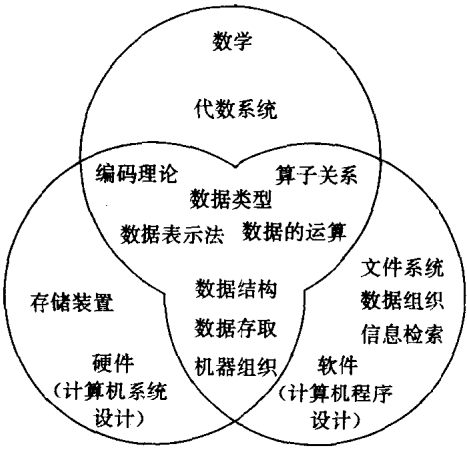 数学
代数系统
编码理论
算子关系
数据类型
数据表示法
数据的运算
文件系统
存储装置
数据结构
数据组织
数据存取
信息检索
硬件
机器组织
软件
（计算机系统
设计）
（计算机程序
设计）